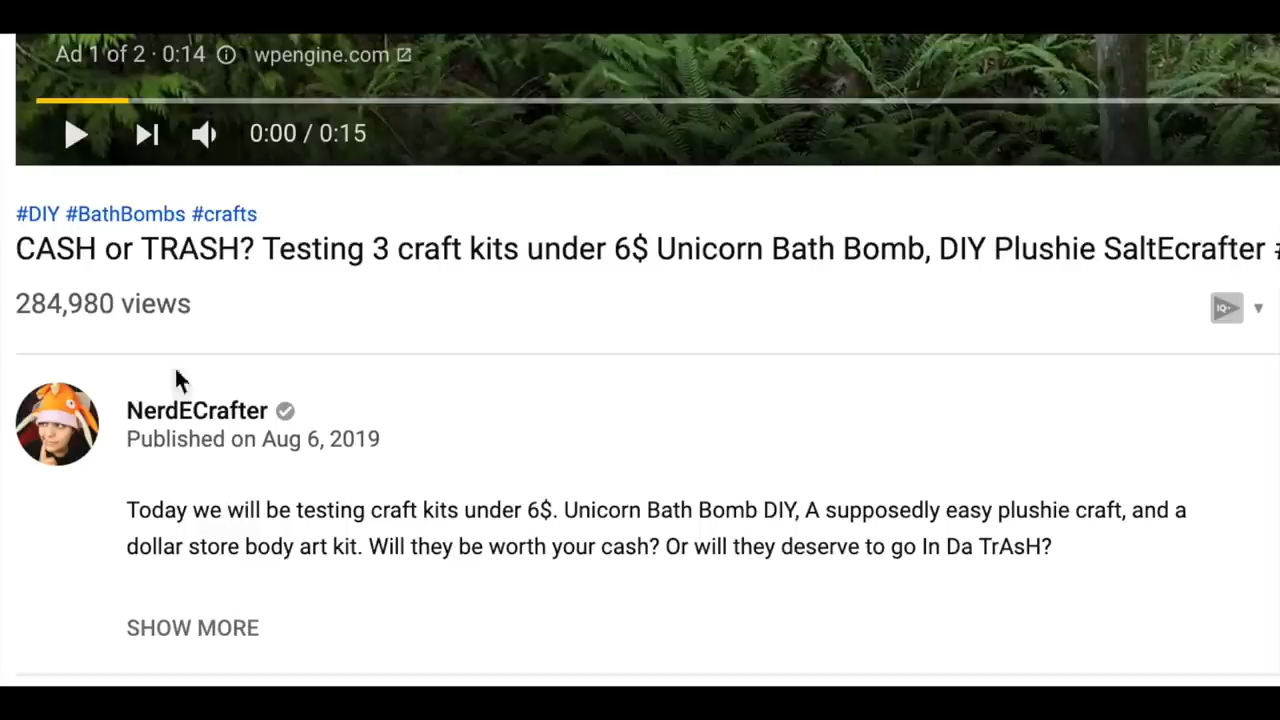 Ad 1 of 2 · 0:14 wpengine.com
0:00 / 0:15
#DIY #BathBombs #crafts
CASH or TRASH? Testing 3 craft kits under 6$ Unicorn Bath Bomb, DIY Plushie SaltEcrafter #
284,980 views
IQ
NerdECrafter
Published on Aug 6, 2019
Today we will be testing craft kits under 6$. Unicorn Bath Bomb DIY, A supposedly easy plushie craft, and a
dollar store body art kit. Will they be worth your cash? Or will they deserve to go In Da TrAsH?
SHOW MORE